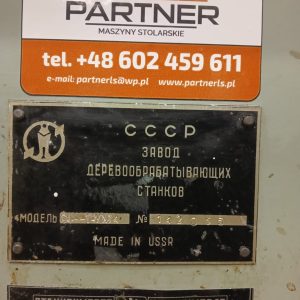 PARTNER
MASZYNY STOLARSKIE
tel. +48 602 459 611
e-mail: partnerls@wp.pl www.partnerls.pl
СССР
ЗАВОД
ДЕРЕВООБРАБАТЫВАЮЩИХ
СТАНКОВ
МОДЕЛЬ №
MADE IN USSR